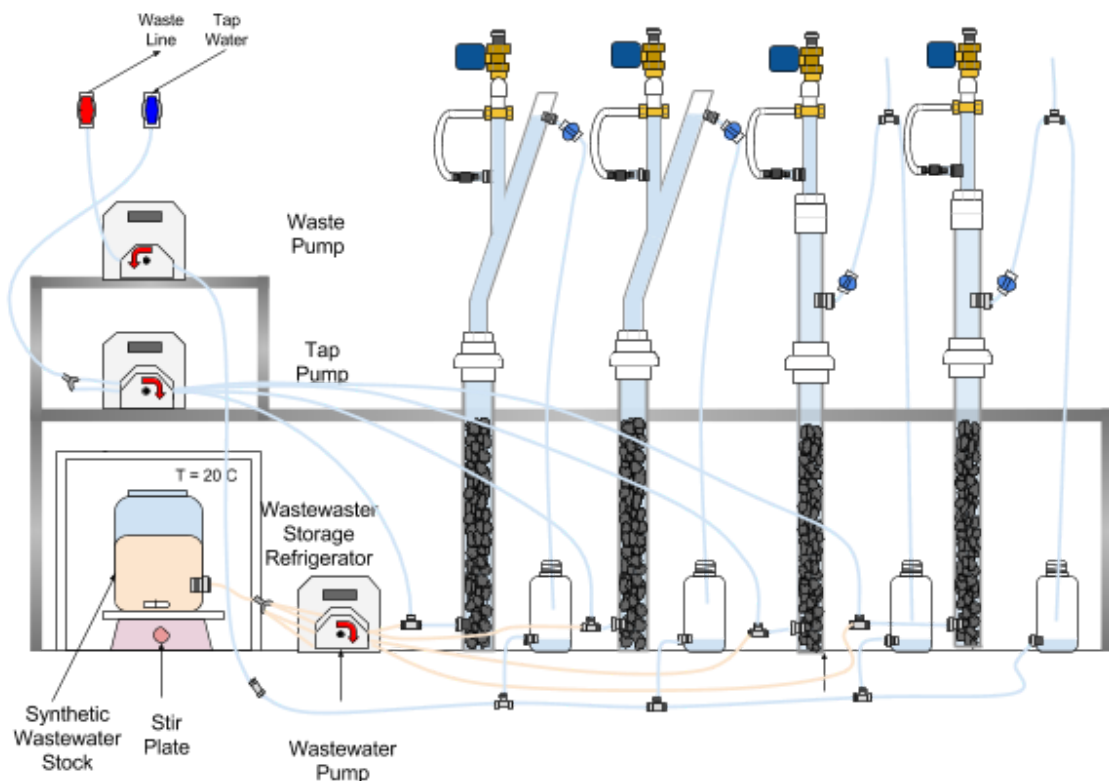 Waste
Line
Tap
Water
Waste
Pump
Tap
Pump
T = 20 C
Wastewaster
Storage
Refrigerator
Synthetic
Wastewater
Stock
Stir
Plate
Wastewater
Pump